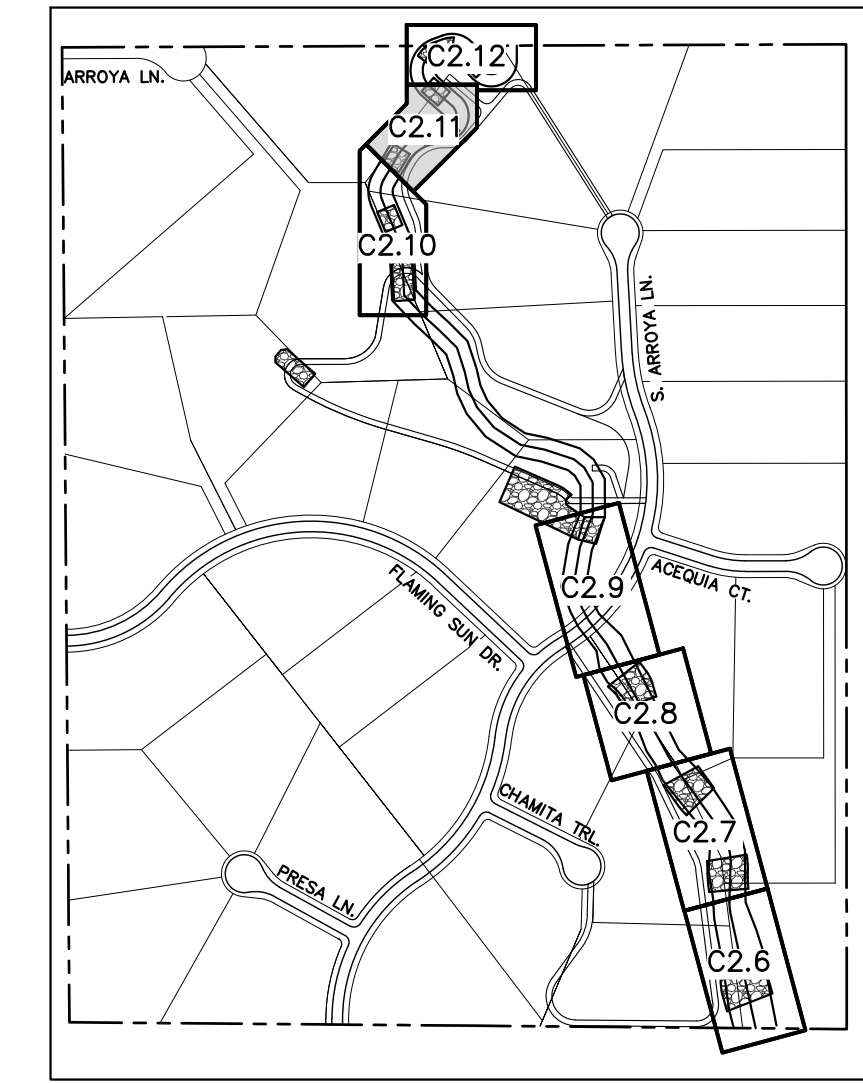 C2.12
ARROYA LN.
C2.11
C2.10
S. ARROYA LN.
C2.9
ACEQUIA CT.
FLAMING SUN DR.
C2.8
CHAMITA TRL.
C2.7
PRESA LN.
C2.6